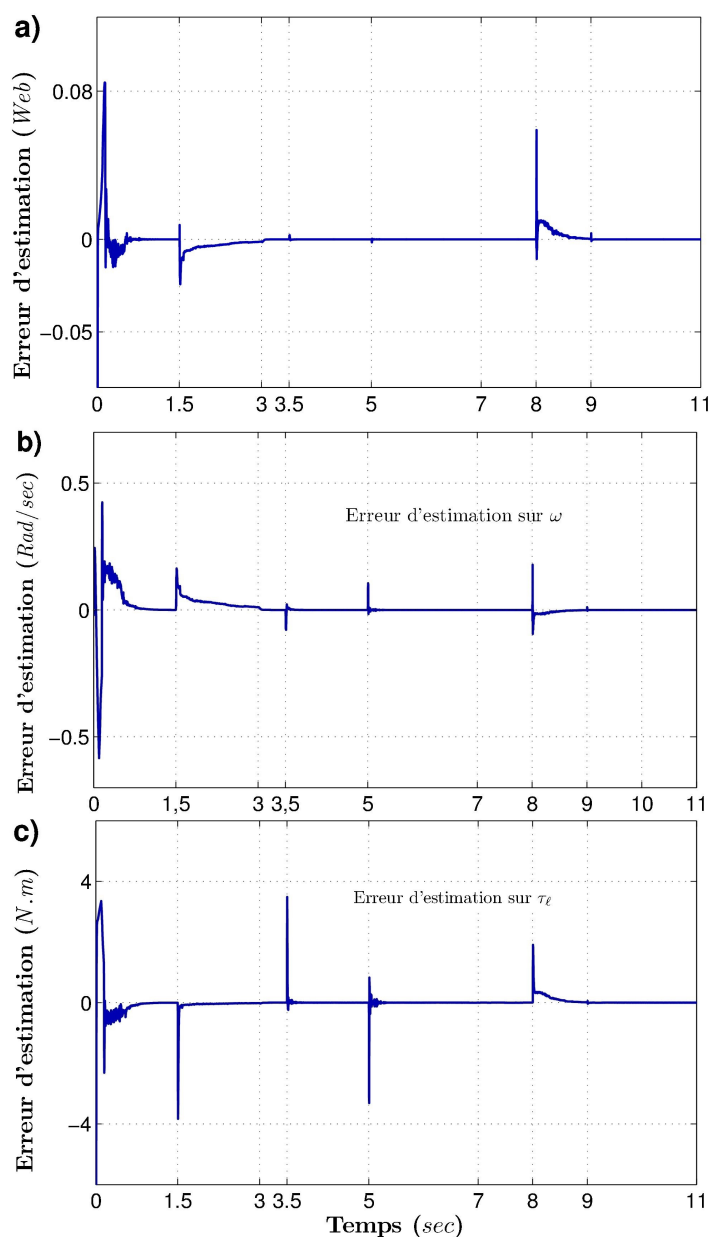 a)
Erreur d'estimation (Web)
0.08
0
−0.05
0 1.5 3 3.5 5 7 8 9 11
b)
Erreur d'estimation (Rad/sec)
0.5
Erreur d'estimation sur ω
0
−0.5
0 1,5 3 3,5 5 7 8 9 10 11
c)
Erreur d'estimation (N.m)
4
Erreur d'estimation sur τℓ
0
−4
0 1.5 3 3.5 5 7 8 9 11
Temps (sec)